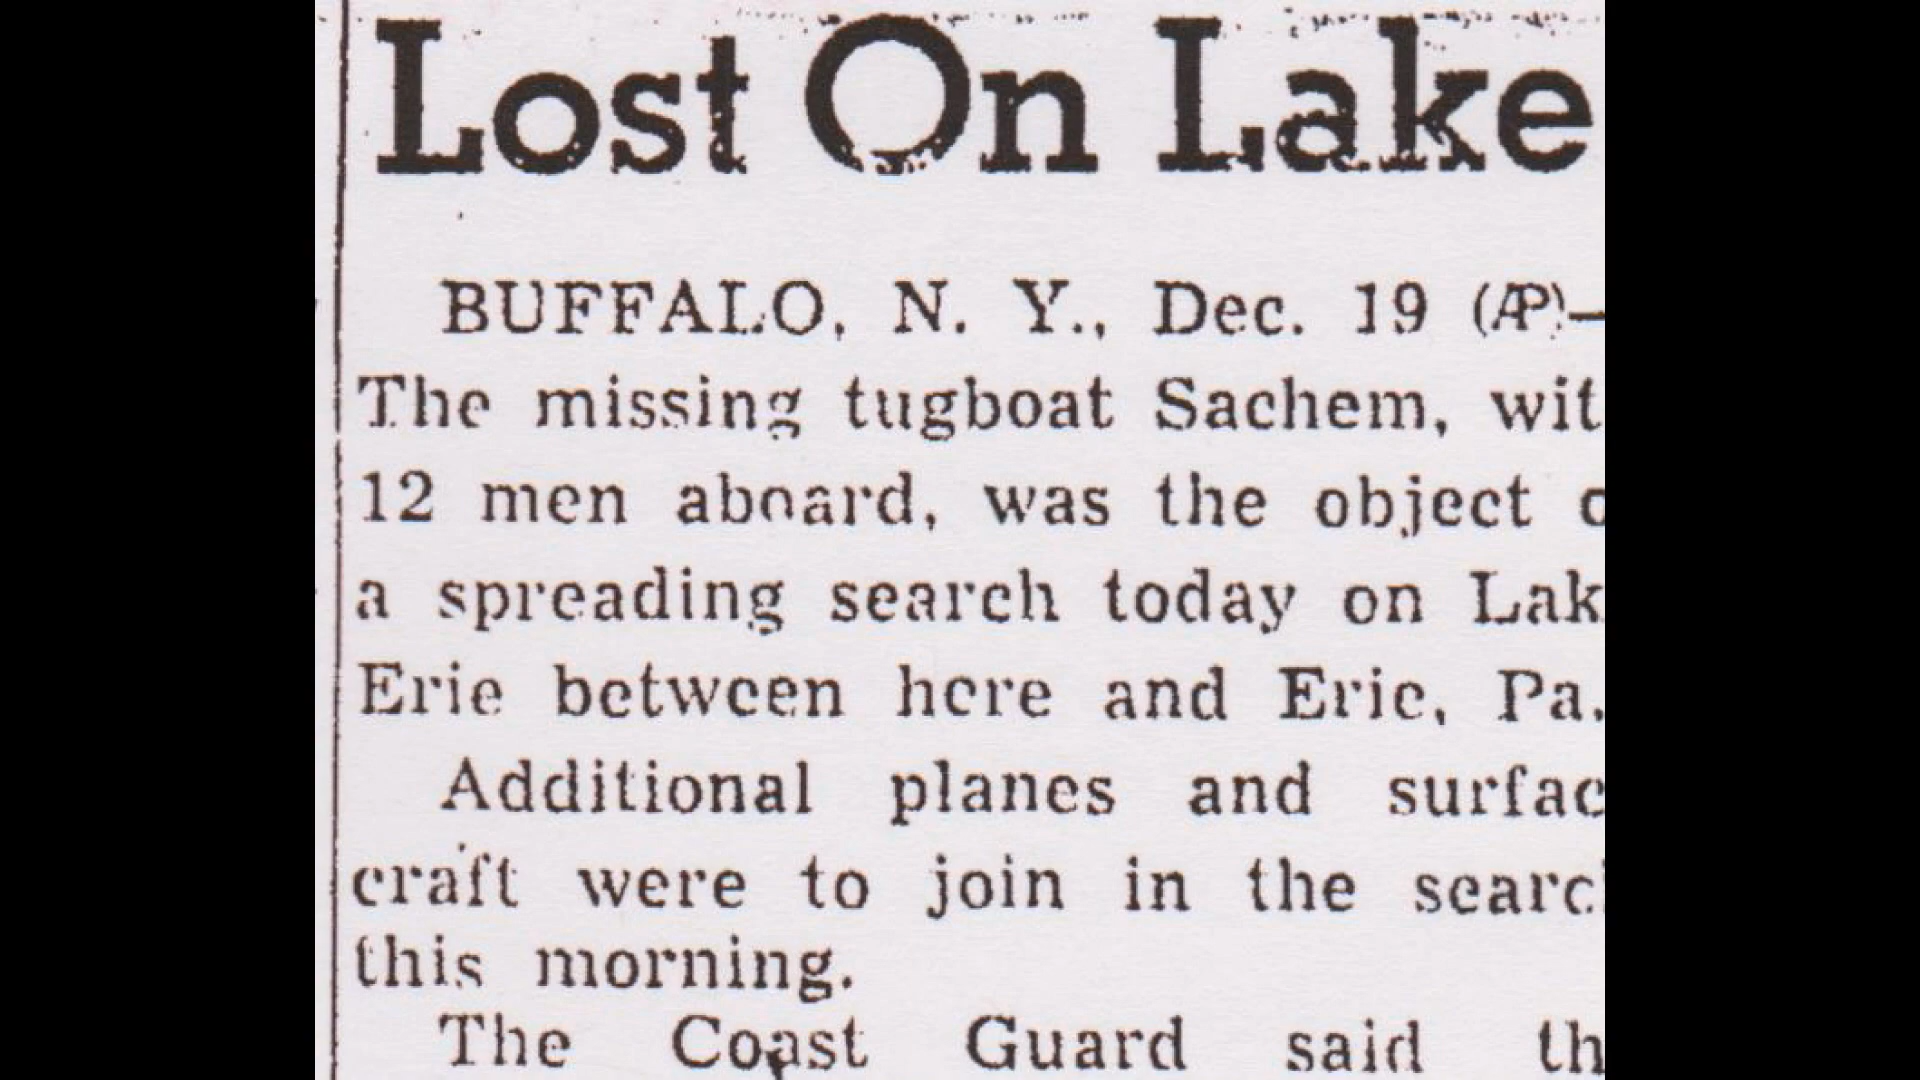 Lost On Lake
BUFFALO, N. Y., Dec. 19 (AP)—
The missing tugboat Sachem, wit
12 men aboard, was the object o
a spreading search today on Lak
Erie between here and Erie, Pa.
Additional planes and surfac
craft were to join in the searc
this morning.
The Coast Guard said th